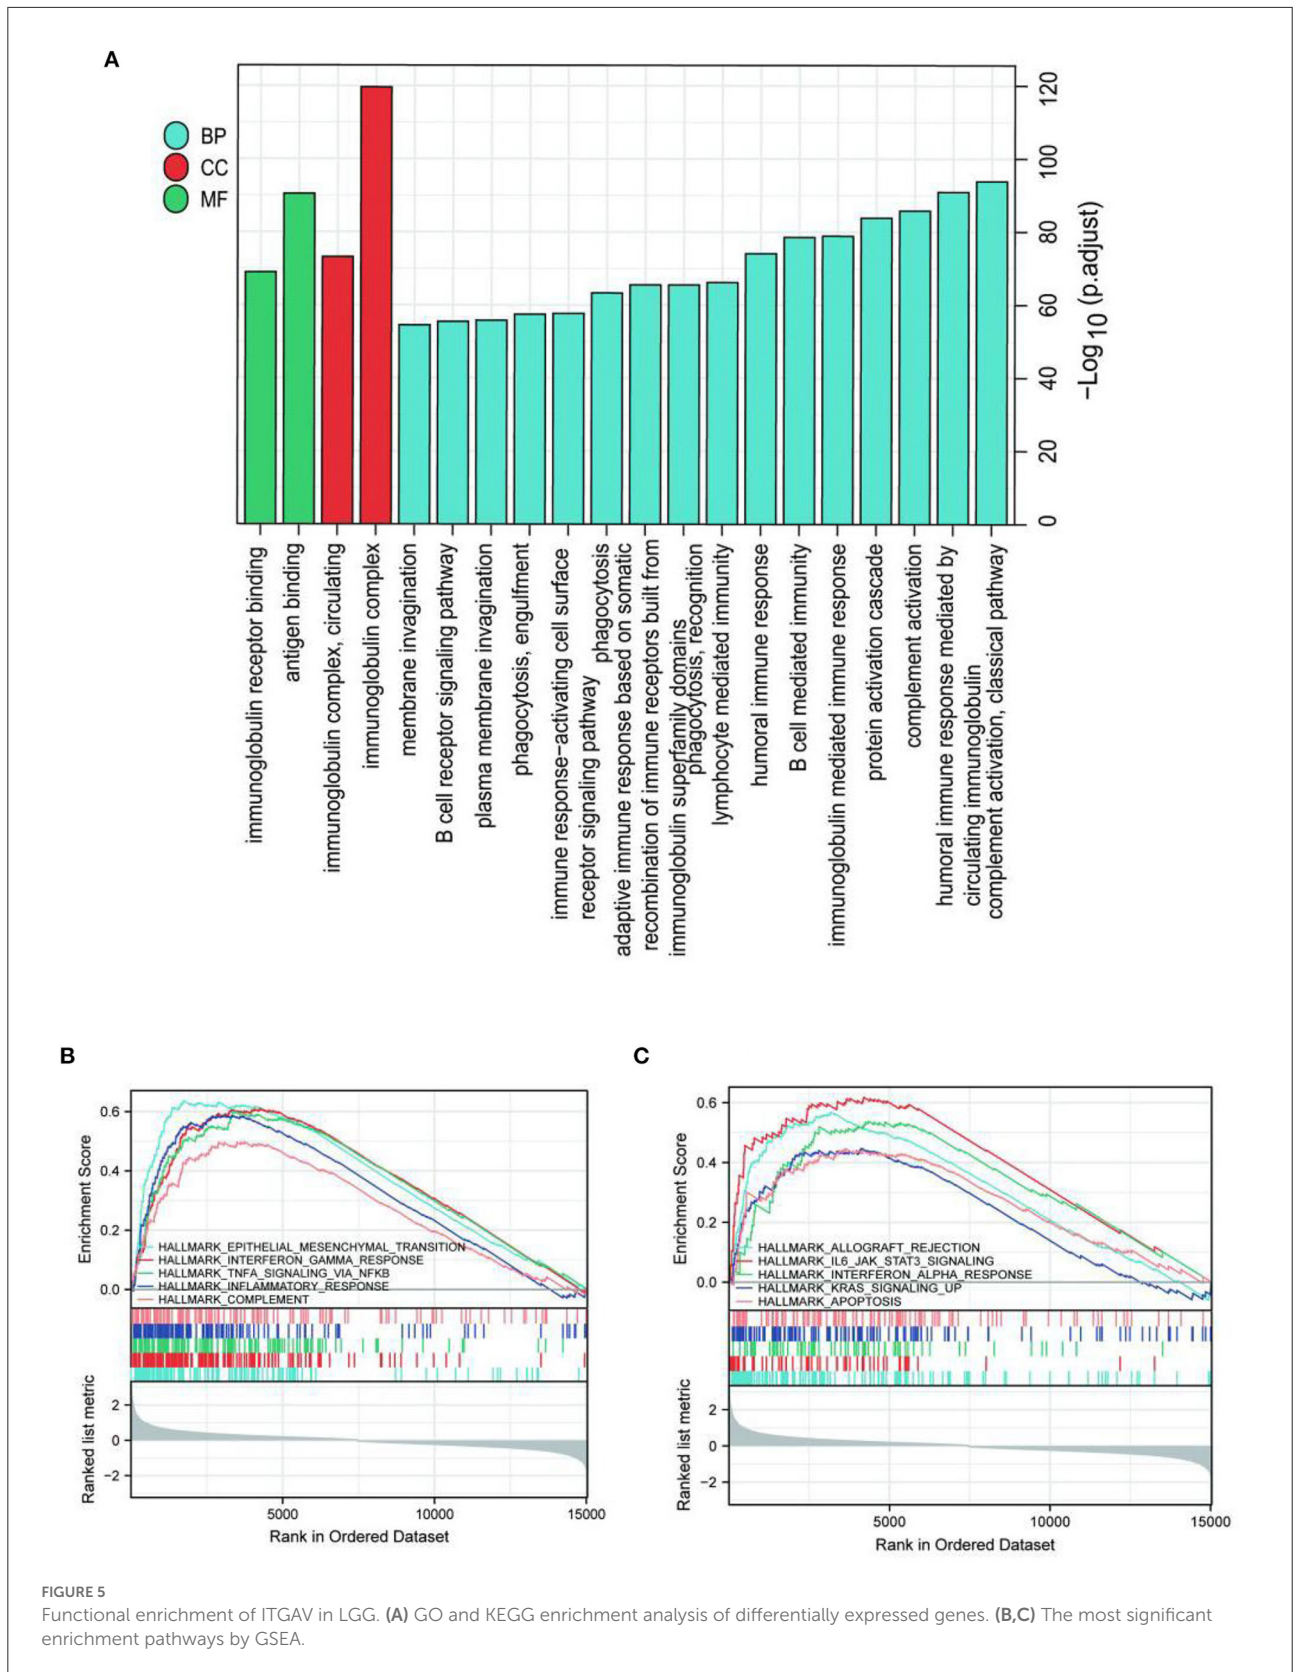 A
BP
CC
MF
120
100
80
60
40
20
0
−Log 10 (p.adjust)
immunoglobulin receptor binding
antigen binding
immunoglobulin complex, circulating
immunoglobulin complex
membrane invagination
B cell receptor signaling pathway
plasma membrane invagination
phagocytosis, engulfment
immune response−activating cell surface
receptor signaling pathway
phagocytosis
adaptive immune response based on somatic
recombination of immune receptors built from
immunoglobulin superfamily domains
phagocytosis, recognition
lymphocyte mediated immunity
humoral immune response
B cell mediated immunity
immunoglobulin mediated immune response
protein activation cascade
complement activation
humoral immune response mediated by
circulating immunoglobulin
complement activation, classical pathway
B
Enrichment Score
0.6
0.4
0.2
0.0
HALLMARK_EPITHELIAL_MESENCHYMAL_TRANSITION
HALLMARK_INTERFERON_GAMMA_RESPONSE
HALLMARK_TNFA_SIGNALING_VIA_NFKB
HALLMARK_INFLAMMATORY_RESPONSE
HALLMARK_COMPLEMENT
Ranked list metric
2
0
−2
5000
10000
15000
Rank in Ordered Dataset
C
Enrichment Score
0.6
0.4
0.2
0.0
HALLMARK_ALLOGRAFT_REJECTION
HALLMARK_IL6_JAK_STAT3_SIGNALING
HALLMARK_INTERFERON_ALPHA_RESPONSE
HALLMARK_KRAS_SIGNALING_UP
HALLMARK_APOPTOSIS
Ranked list metric
2
0
−2
5000
10000
15000
Rank in Ordered Dataset
FIGURE 5
Functional enrichment of ITGAV in LGG. (A) GO and KEGG enrichment analysis of differentially expressed genes. (B,C) The most significant
enrichment pathways by GSEA.